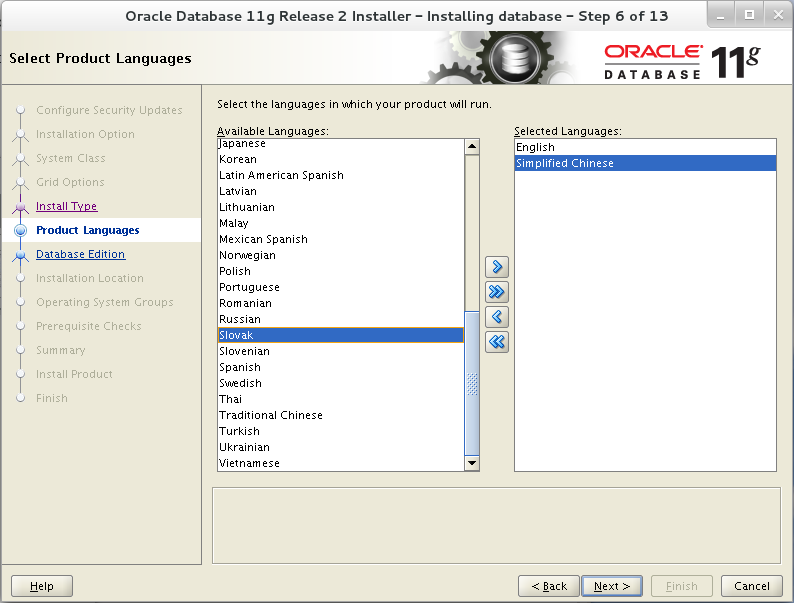 Oracle Database 11g Release 2 Installer - Installing database - Step 6 of 13
Select Product Languages
ORACLE
DATABASE
11g
Configure Security Updates
Installation Option
System Class
Grid Options
Install Type
Product Languages
Database Edition
Installation Location
Operating System Groups
Prerequisite Checks
Summary
Install Product
Finish
Select the languages in which your product will run.
Available Languages:
Japanese
Korean
Latin American Spanish
Latvian
Lithuanian
Malay
Mexican Spanish
Norwegian
Polish
Portuguese
Romanian
Russian
Slovak
Slovenian
Spanish
Swedish
Thai
Traditional Chinese
Turkish
Ukrainian
Vietnamese
Selected Languages:
English
Simplified Chinese
Help
< Back
Next >
Finish
Cancel